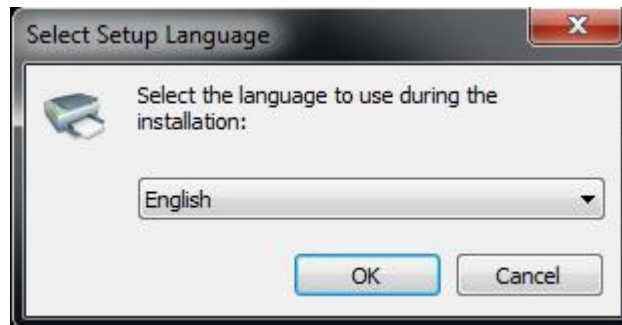 Select Setup Language
Select the language to use during the
installation:
English
OK
Cancel